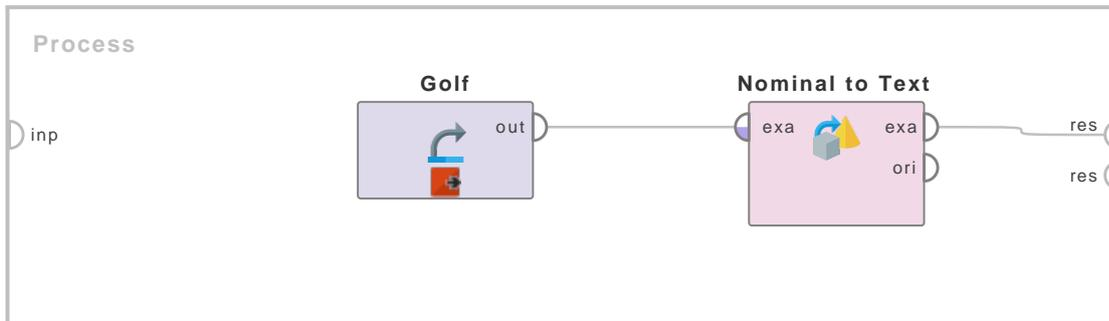 Process
Golf
Nominal to Text
inp
out
exa
exa
res
ori
res